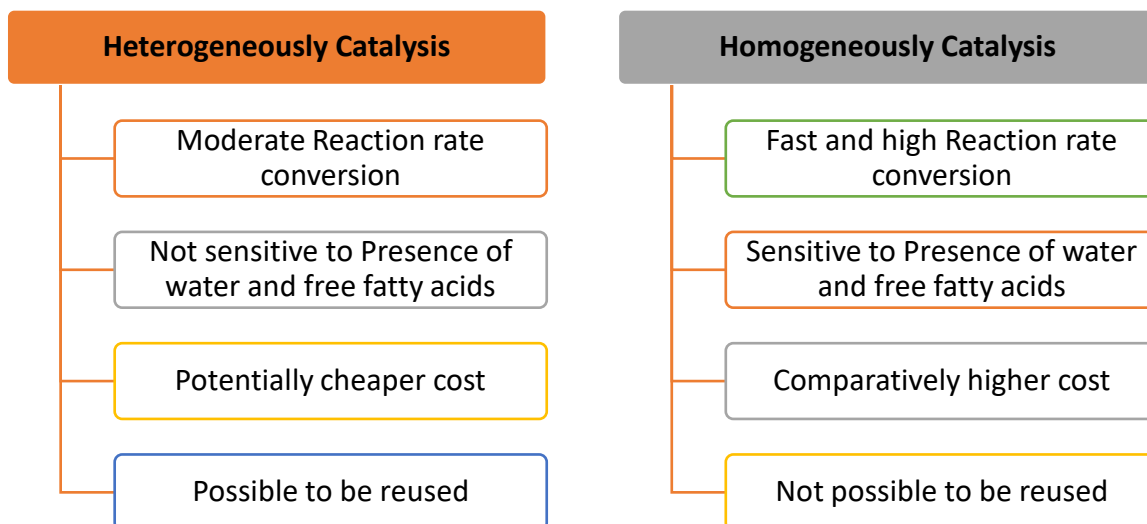 Heterogeneously Catalysis
Moderate Reaction rate
conversion
Not sensitive to Presence of
water and free fatty acids
Potentially cheaper cost
Possible to be reused
Homogeneously Catalysis
Fast and high Reaction rate
conversion
Sensitive to Presence of water
and free fatty acids
Comparatively higher cost
Not possible to be reused